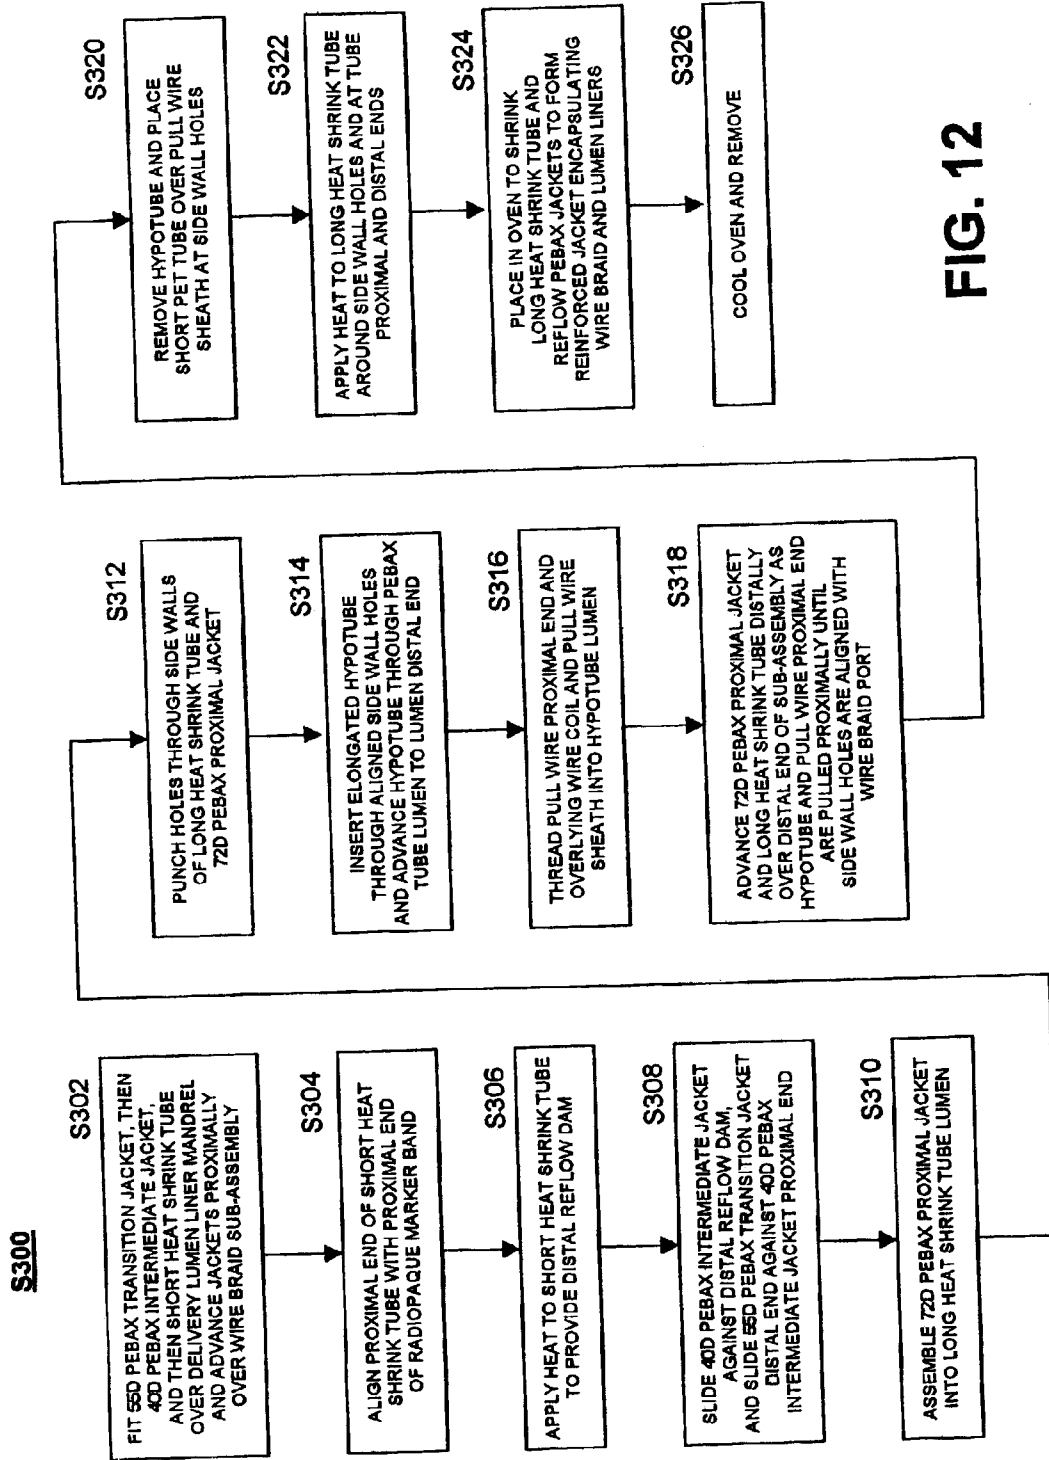 S300
S302
FIT 55D PEBAX TRANSITION JACKET, THEN
40D PEBAX INTERMEDIATE JACKET,
AND THEN SHORT HEAT SHRINK TUBE
OVER DELIVERY LUMEN LINER MANDREL
AND ADVANCE JACKETS PROXIMALLY
OVER WIRE BRAID SUB-ASSEMBLY
S304
ALIGN PROXIMAL END OF SHORT HEAT
SHRINK TUBE WITH PROXIMAL END
OF RADIOPAQUE MARKER BAND
S306
APPLY HEAT TO SHORT HEAT SHRINK TUBE
TO PROVIDE DISTAL REFLOW DAM
S308
SLIDE 40D PEBAX INTERMEDIATE JACKET
AGAINST DISTAL REFLOW DAM,
AND SLIDE 55D PEBAX TRANSITION JACKET
DISTAL END AGAINST 40D PEBAX
INTERMEDIATE JACKET PROXIMAL END
S310
ASSEMBLE 72D PEBAX PROXIMAL JACKET
INTO LONG HEAT SHRINK TUBE LUMEN
S312
PUNCH HOLES THROUGH SIDE WALLS
OF LONG HEAT SHRINK TUBE AND
72D PEBAX PROXIMAL JACKET
S314
INSERT ELONGATED HYPOTUBE
THROUGH ALIGNED SIDE WALL HOLES
AND ADVANCE HYPOTUBE THROUGH PEBAX
TUBE LUMEN TO LUMEN DISTAL END
S316
THREAD PULL WIRE PROXIMAL END AND
OVERLYING WIRE COIL AND PULL WIRE
SHEATH INTO HYPOTUBE LUMEN
S318
ADVANCE 72D PEBAX PROXIMAL JACKET
AND LONG HEAT SHRINK TUBE DISTALLY
OVER DISTAL END OF SUB-ASSEMBLY AS
HYPOTUBE AND PULL WIRE PROXIMAL END
ARE PULLED PROXIMALLY UNTIL
SIDE WALL HOLES ARE ALIGNED WITH
WIRE BRAID PORT
S320
REMOVE HYPOTUBE AND PLACE
SHORT PET TUBE OVER PULL WIRE
SHEATH AT SIDE WALL HOLES
S322
APPLY HEAT TO LONG HEAT SHRINK TUBE
AROUND SIDE WALL HOLES AND AT TUBE
PROXIMAL AND DISTAL ENDS
S324
PLACE IN OVEN TO SHRINK
LONG HEAT SHRINK TUBE AND
REFLOW PEBAX JACKETS TO FORM
REINFORCED JACKET ENCAPSULATING
WIRE BRAID AND LUMEN LINERS
S326
COOL OVEN AND REMOVE
FIG. 12